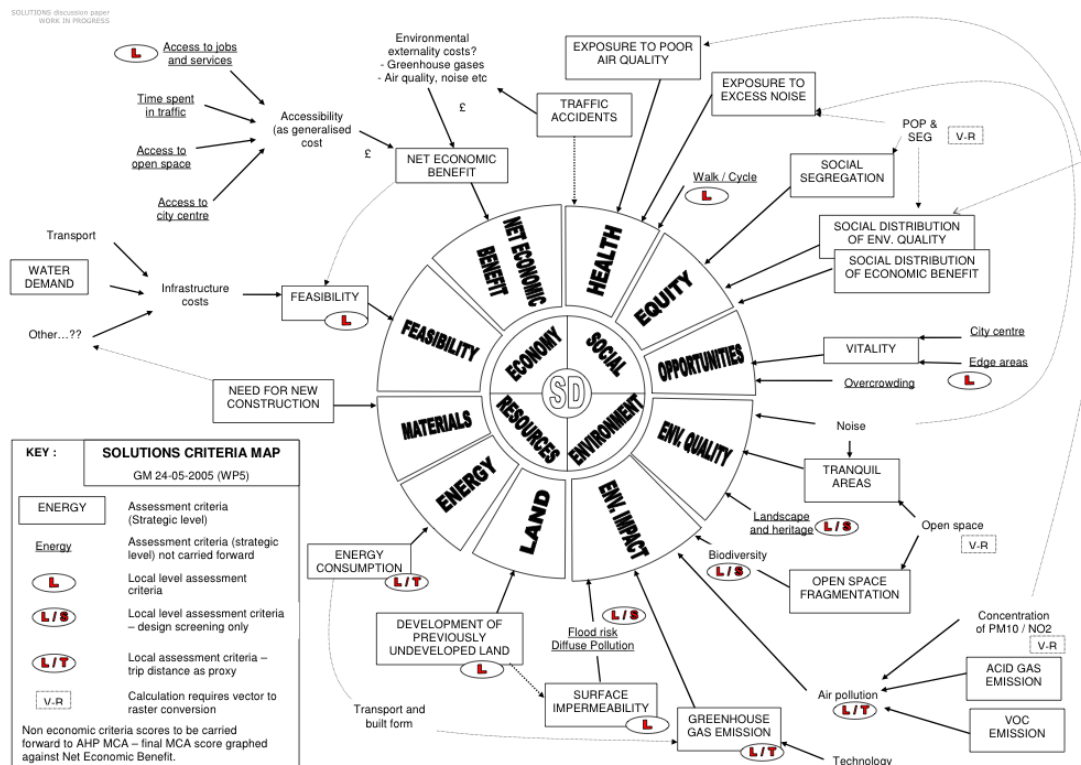 SOLUTIONS discussion paper
WORK IN PROGRESS
L
Access to jobs
and services
Time spent
in traffic
Access to
open space
Access to
city centre
Accessibility
(as generalised
cost
£
Environmental
externality costs?
- Greenhouse gases
- Air quality, noise etc
£
NET ECONOMIC
BENEFIT
TRAFFIC
ACCIDENTS
EXPOSURE TO POOR
AIR QUALITY
EXPOSURE TO
EXCESS NOISE
POP &
SEG
V-R
Walk / Cycle
L
SOCIAL
SEGREGATION
SOCIAL DISTRIBUTION
OF ENV. QUALITY
SOCIAL DISTRIBUTION
OF ECONOMIC BENEFIT
Transport
WATER
DEMAND
Other…??
Infrastructure
costs
FEASIBILITY
L
NEED FOR NEW
CONSTRUCTION
NET ECONOMIC
BENEFIT
HEALTH
EQUITY
OPPORTUNITIES
ENV. QUALITY
ENV. IMPACT
LAND
ENERGY
MATERIALS
FEASIBILITY
ECONOMY
SOCIAL
RESOURCES
ENVIRONMENT
SD
VITALITY
City centre
Edge areas
L
Overcrowding
Noise
TRANQUIL
AREAS
Landscape
and heritage
L / S
Open space
V-R
Biodiversity
L / S
OPEN SPACE
FRAGMENTATION
Concentration
of PM10 / NO2
V-R
ACID GAS
EMISSION
Air pollution
L / T
VOC
EMISSION
ENERGY
CONSUMPTION
L / T
DEVELOPMENT OF
PREVIOUSLY
UNDEVELOPED LAND
L
L / S
Flood risk
Diffuse Pollution
SURFACE
IMPERMEABILITY
L
Transport and
built form
GREENHOUSE
GAS EMISSION
L / T
Technology
KEY :
SOLUTIONS CRITERIA MAP
GM 24-05-2005 (WP5)
ENERGY
Assessment criteria
(Strategic level)
Energy
Assessment criteria (strategic
level) not carried forward
L
Local level assessment
criteria
L / S
Local level assessment criteria
– design screening only
L / T
Local assessment criteria –
trip distance as proxy
V-R
Calculation requires vector to
raster conversion
Non economic criteria scores to be carried
forward to AHP MCA – final MCA score graphed
against Net Economic Benefit.